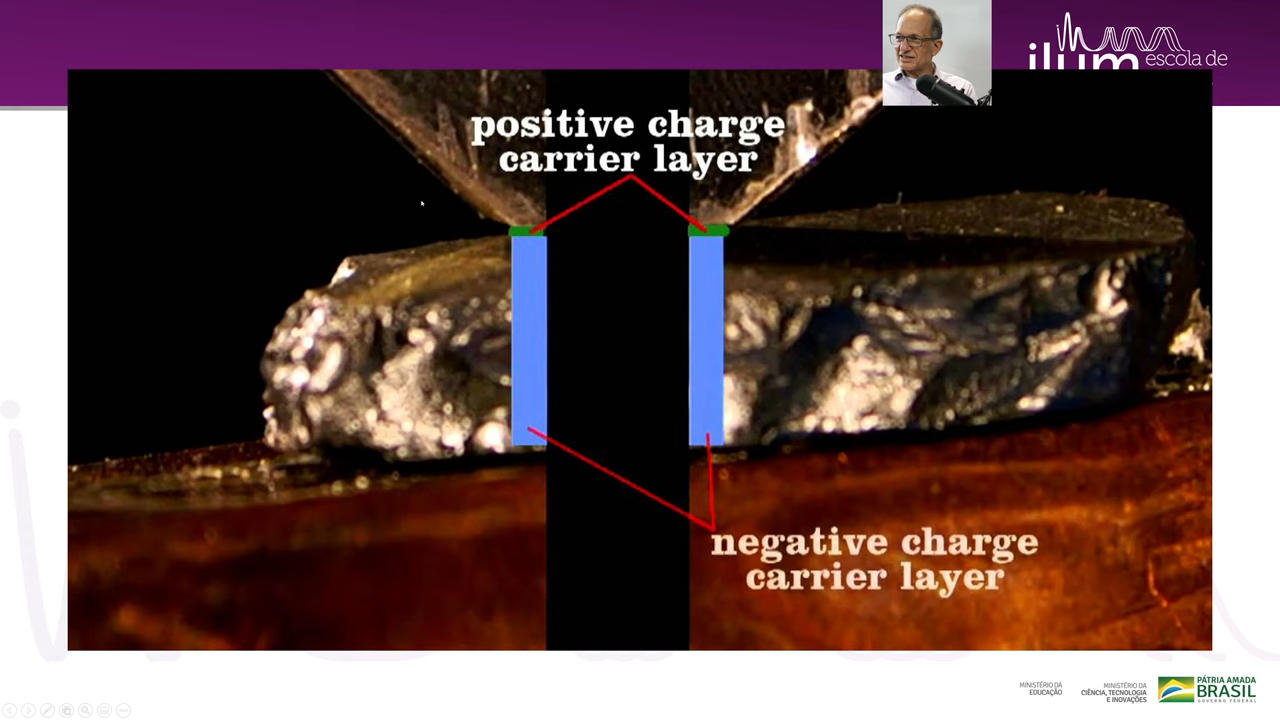 ilum escola de
positive charge
carrier layer
negative charge
carrier layer
MINISTÉRIO DA
EDUCAÇÃO
MINISTÉRIO DA
CIÊNCIA, TECNOLOGIA
E INOVAÇÕES
PÁTRIA AMADA
BRASIL
GOVERNO FEDERAL